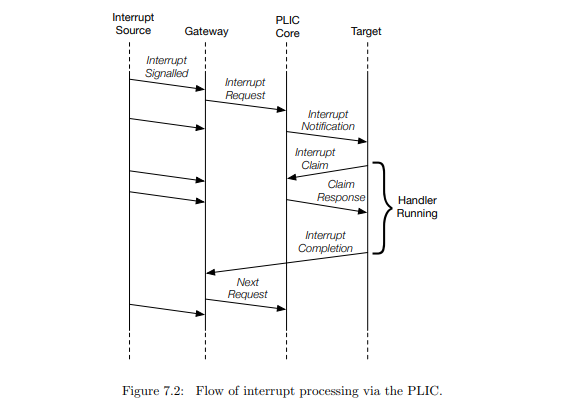 Interrupt
Source
Gateway
PLIC
Core
Target
Interrupt
Signalled
Interrupt
Request
Interrupt
Notification
Interrupt
Claim
Claim
Response
Handler
Running
Interrupt
Completion
Next
Request
Figure 7.2: Flow of interrupt processing via the PLIC.